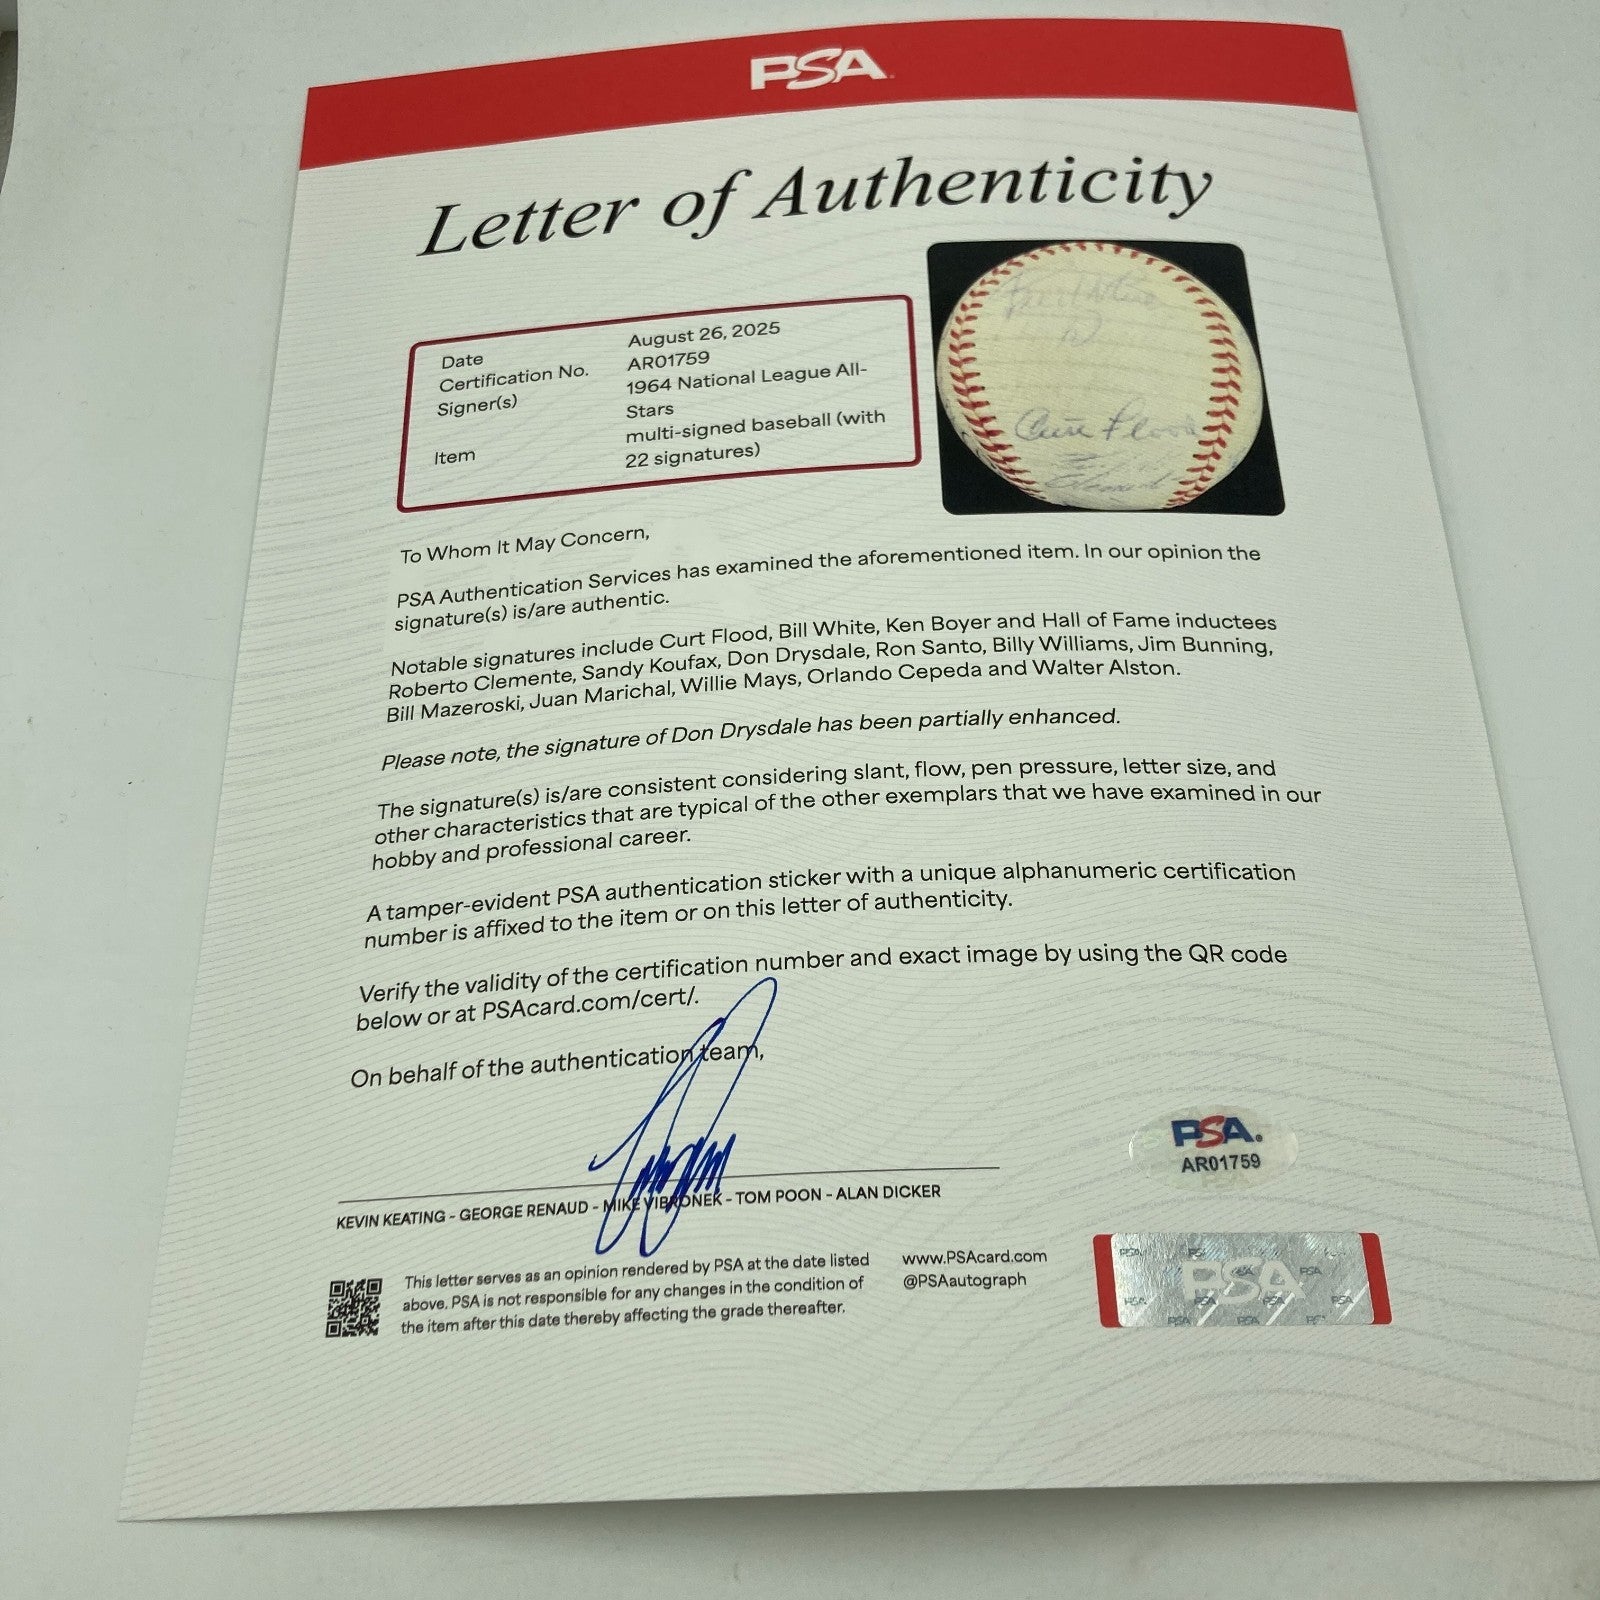 PSA
Letter of Authenticity
Date August 26, 2025
Certification No. AR01759
Signer(s) 1964 National League All-
Stars
Item multi-signed baseball (with
22 signatures)
Curt Flood
To Whom It May Concern,
PSA Authentication Services has examined the aforementioned item. In our opinion the
signature(s) is/are authentic.
Notable signatures include Curt Flood, Bill White, Ken Boyer and Hall of Fame inductees
Roberto Clemente, Sandy Koufax, Don Drysdale, Ron Santo, Billy Williams, Jim Bunning,
Bill Mazeroski, Juan Marichal, Willie Mays, Orlando Cepeda and Walter Alston.
Please note, the signature of Don Drysdale has been partially enhanced.
The signature(s) is/are consistent considering slant, flow, pen pressure, letter size, and
other characteristics that are typical of the other exemplars that we have examined in our
hobby and professional career.
A tamper-evident PSA authentication sticker with a unique alphanumeric certification
number is affixed to the item or on this letter of authenticity.
Verify the validity of the certification number and exact image by using the QR code
below or at PSAcard.com/cert/.
On behalf of the authentication team,
KEVIN KEATING - GEORGE RENAUD - MIKE VIBRONEK - TOM POON - ALAN DICKER
PSA.
AR01759
This letter serves as an opinion rendered by PSA at the date listed
above. PSA is not responsible for any changes in the condition of
the item after this date thereby affecting the grade thereafter.
www.PSAcard.com
@PSAautograph
PSA